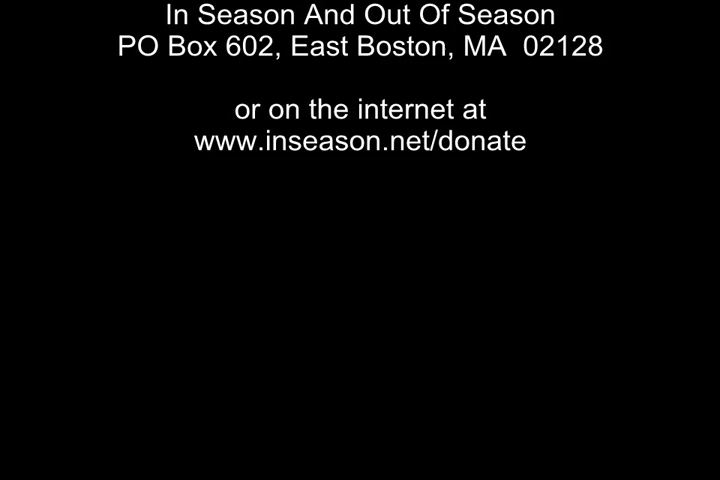 In Season And Out Of Season
PO Box 602, East Boston, MA  02128
or on the internet at
www.inseason.net/donate